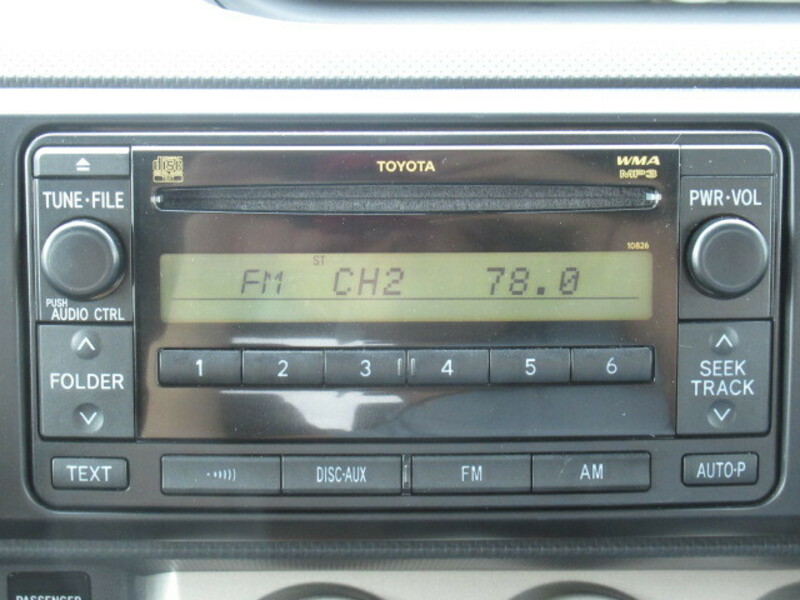 TOYOTA
WMA
MP3
TUNE·FILE
PWR·VOL
10826
ST
FM CH2 78.0
PUSH
AUDIO CTRL
1 2 3 4 5 6
FOLDER
SEEK
TRACK
TEXT
DISC·AUX
FM
AM
AUTO·P
PASSENGER